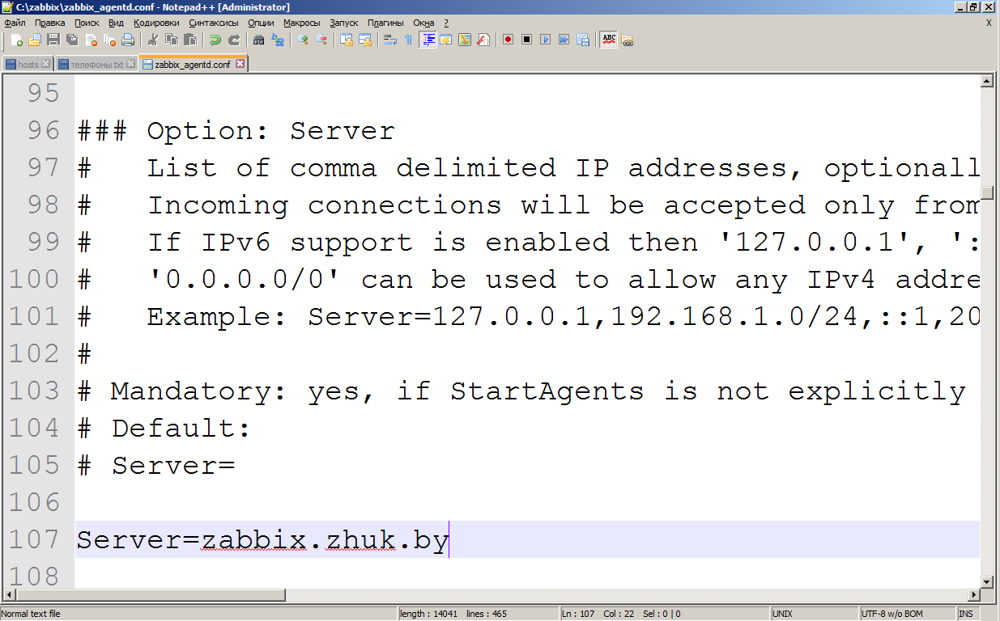 C:\zabbix\zabbix_agentd.conf - Notepad++ [Administrator]
Файл Правка Поиск Вид Кодировки Синтаксисы Опции Макросы Запуск Плагины Окна ? X
hosts телефоны.txt zabbix_agentd.conf
95
96 ### Option: Server
97 # List of comma delimited IP addresses, optionall
98 # Incoming connections will be accepted only from
99 # If IPv6 support is enabled then '127.0.0.1', ':
100 # '0.0.0.0/0' can be used to allow any IPv4 addre
101 # Example: Server=127.0.0.1,192.168.1.0/24,::1,20
102 #
103 # Mandatory: yes, if StartAgents is not explicitly
104 # Default:
105 # Server=
106
107 Server=zabbix.zhuk.by
108
Normal text file length : 14041 lines : 465 Ln : 107 Col : 22 Sel : 0 | 0 UNIX UTF-8 w/o BOM INS